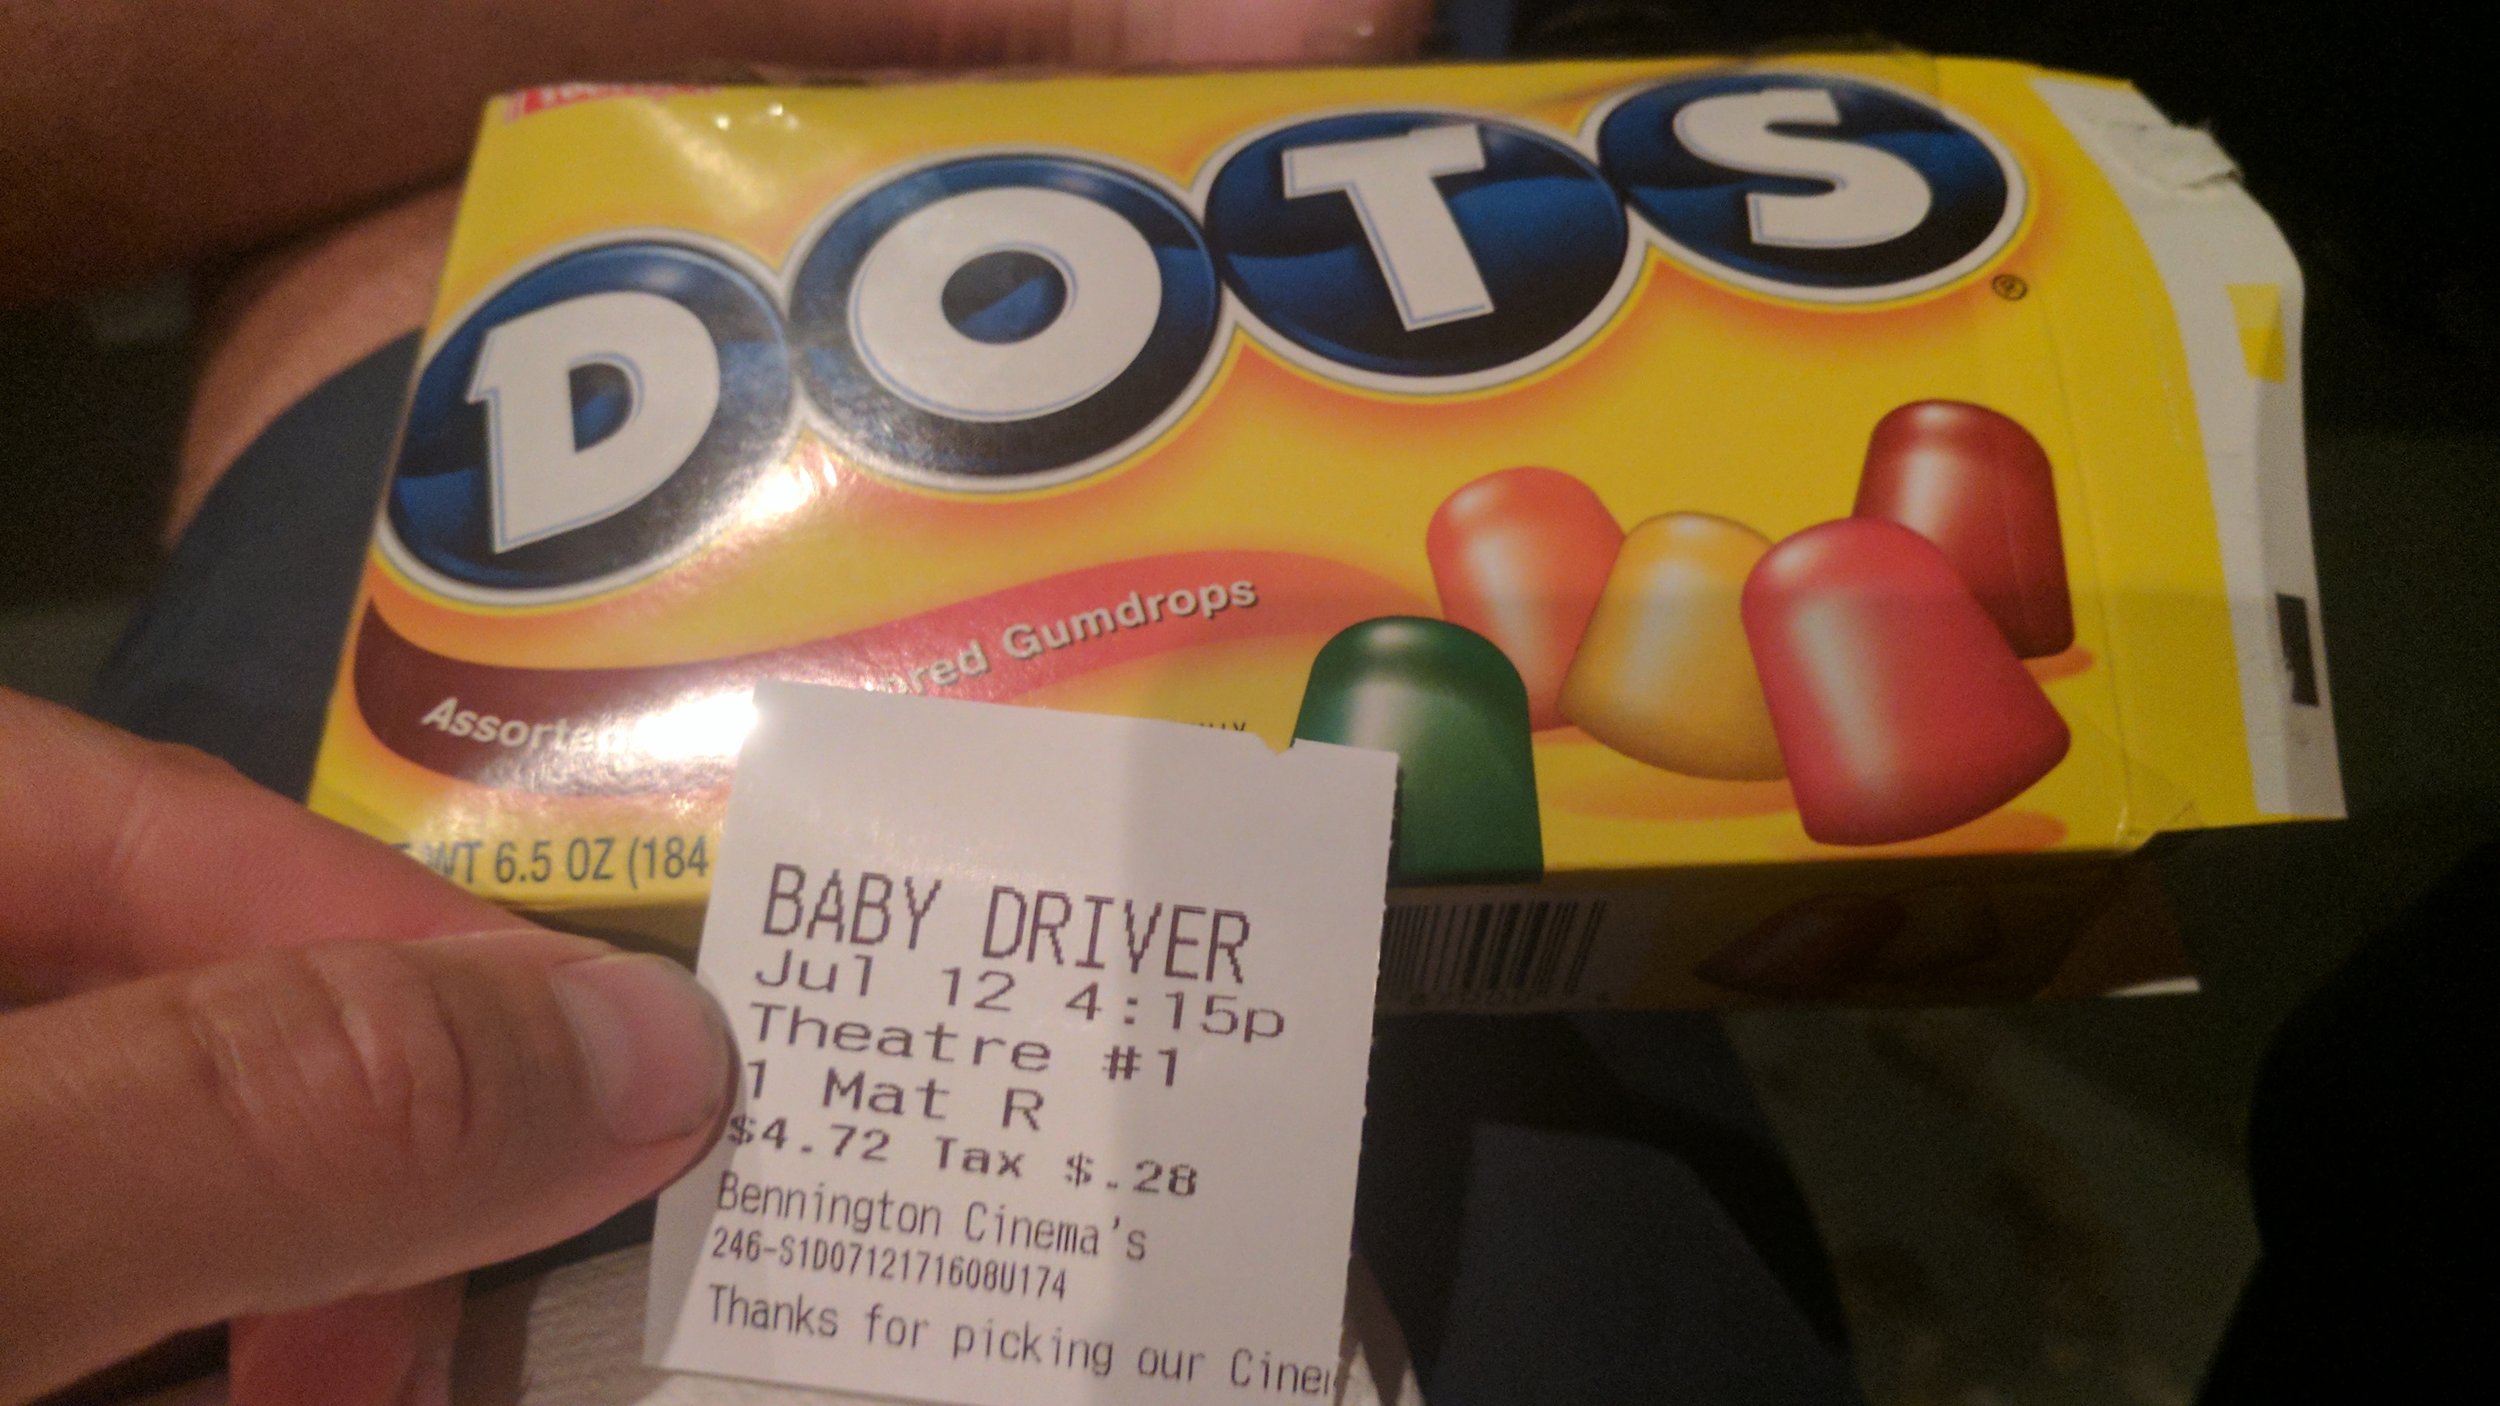 DOTS
®
Assorte
red Gumdrops
WT 6.5 OZ (184
BABY DRIVER
Jul 12 4:15p
Theatre #1
1 Mat R
$4.72 Tax $.28
Bennington Cinema's
246-S1D0712171608U174
Thanks for picking our Cine